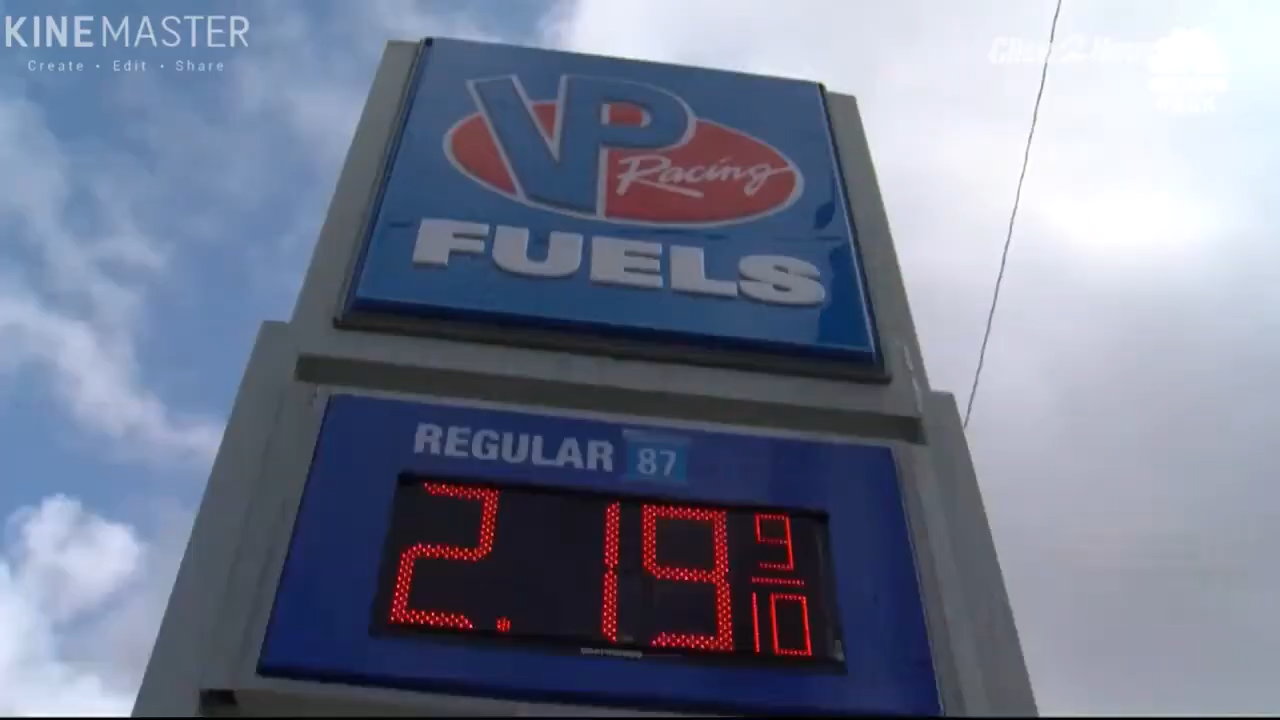 KINEMASTER
Create • Edit • Share
VP
Racing
FUELS
REGULAR 87
2.19 9/10